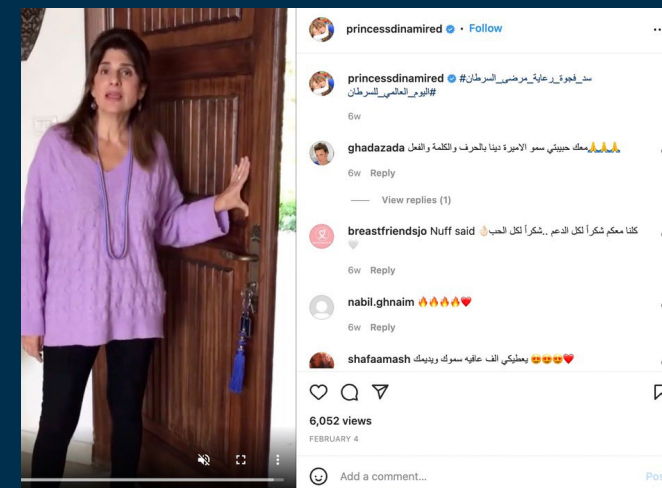 princessdinamired • Follow
princessdinamired #سد_فجوة_رعاية_مرضى_السرطان
#اليوم_العالمي_للسرطان
6w
ghadazada معك حبيبتي سمو الاميرة دينا بالحرف والكلمة والفعل🙏🙏🙏
6w Reply
View replies (1)
breastfriendsjo Nuff said 👌🏻كلنا معكم شكراً لكل الدعم ..شكراً لكل الحب
🤍
6w Reply
nabil.ghnaim 🔥🔥🔥🔥❤️
6w Reply
shafaamash يعطيكي الف عافيه سموك ويديمك 😍😍😍❤️
6,052 views
FEBRUARY 4
Add a comment...